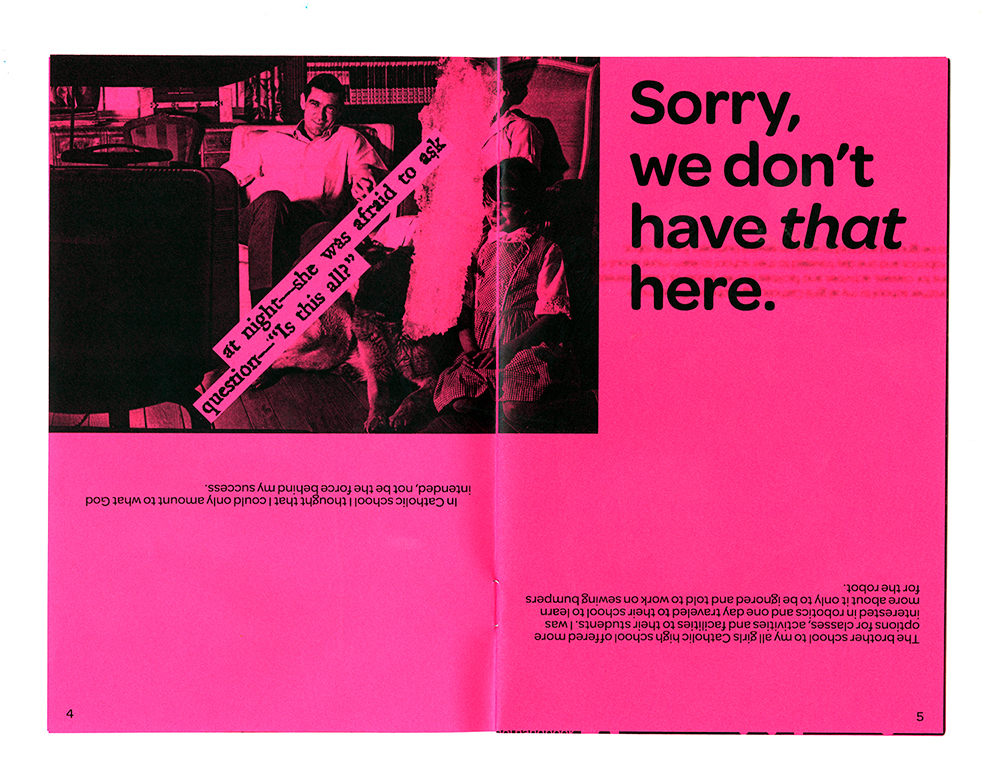 at night—she was afraid to ask
question—“Is this all?”
Sorry,
we don’t
have that
here.
In Catholic school I thought that I could only amount to what God
intended, not be the force behind my success.
The brother school to my all girls Catholic high school offered more
options for classes, activities and facilities to their students. I was
interested in robotics and one day traveled to their school to learn
more about it only to be ignored and told to work on sewing bumpers
for the robot.
4
5